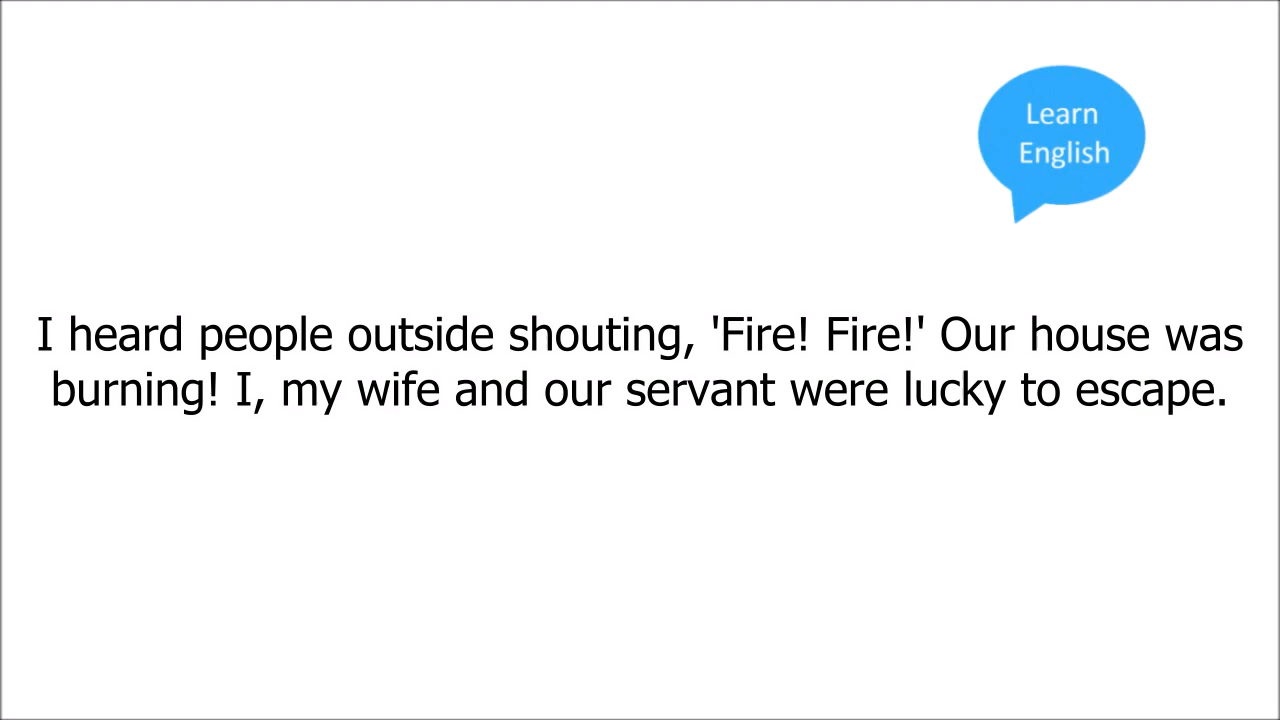 Learn
English
I heard people outside shouting, 'Fire! Fire!' Our house was
burning! I, my wife and our servant were lucky to escape.